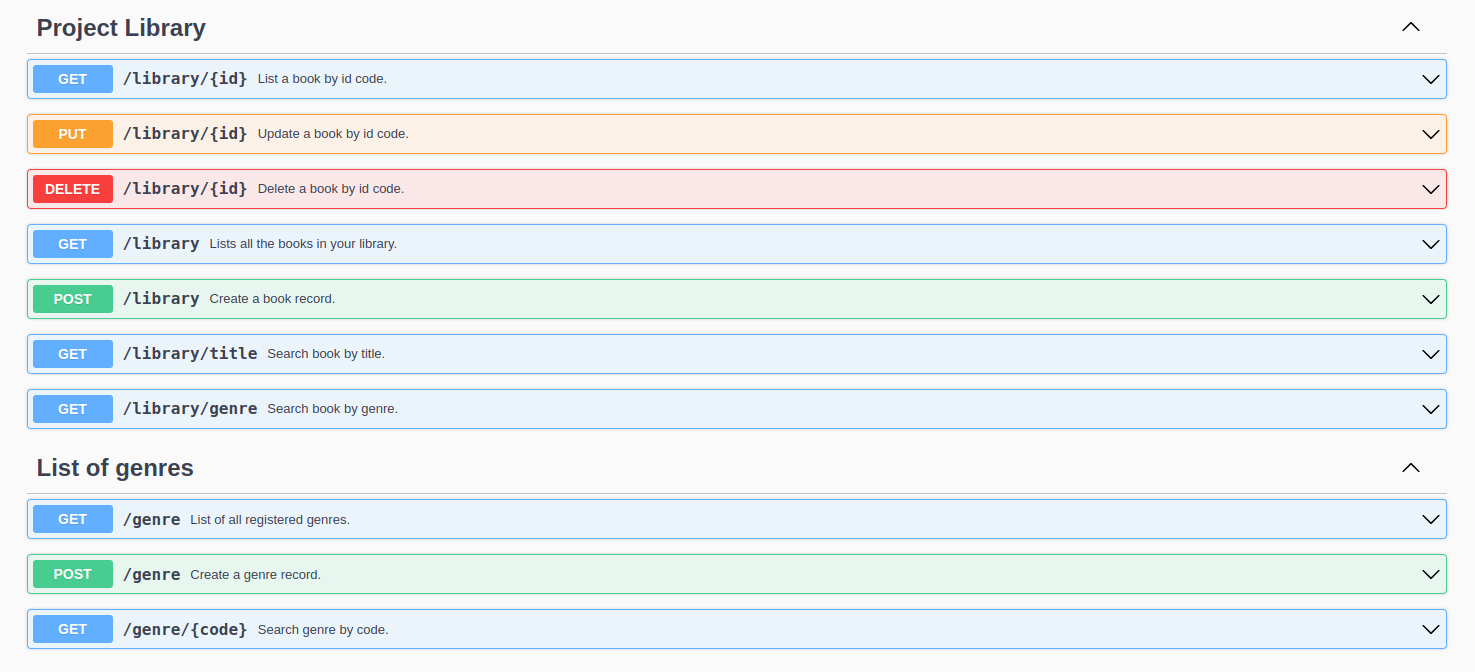 Project Library
GET /library/{id} List a book by id code.
PUT /library/{id} Update a book by id code.
DELETE /library/{id} Delete a book by id code.
GET /library Lists all the books in your library.
POST /library Create a book record.
GET /library/title Search book by title.
GET /library/genre Search book by genre.
List of genres
GET /genre List of all registered genres.
POST /genre Create a genre record.
GET /genre/{code} Search genre by code.